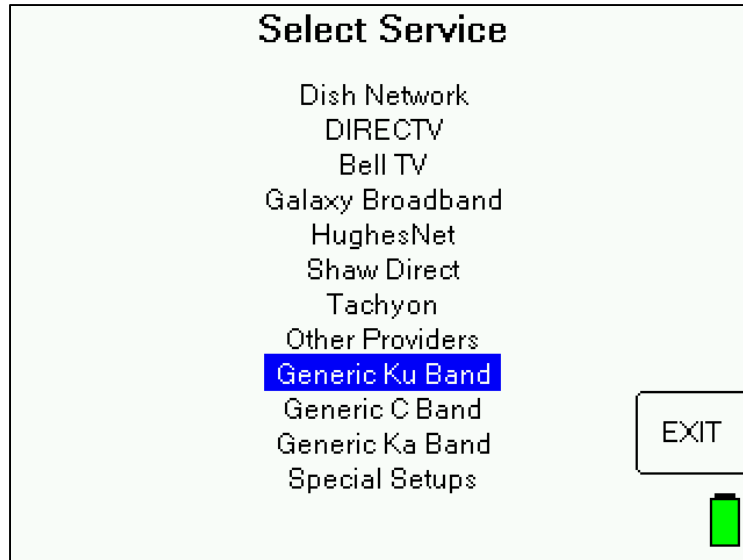 Select Service
Dish Network
DIRECTV
Bell TV
Galaxy Broadband
HughesNet
Shaw Direct
Tachyon
Other Providers
Generic Ku Band
Generic C Band
Generic Ka Band
Special Setups
EXIT